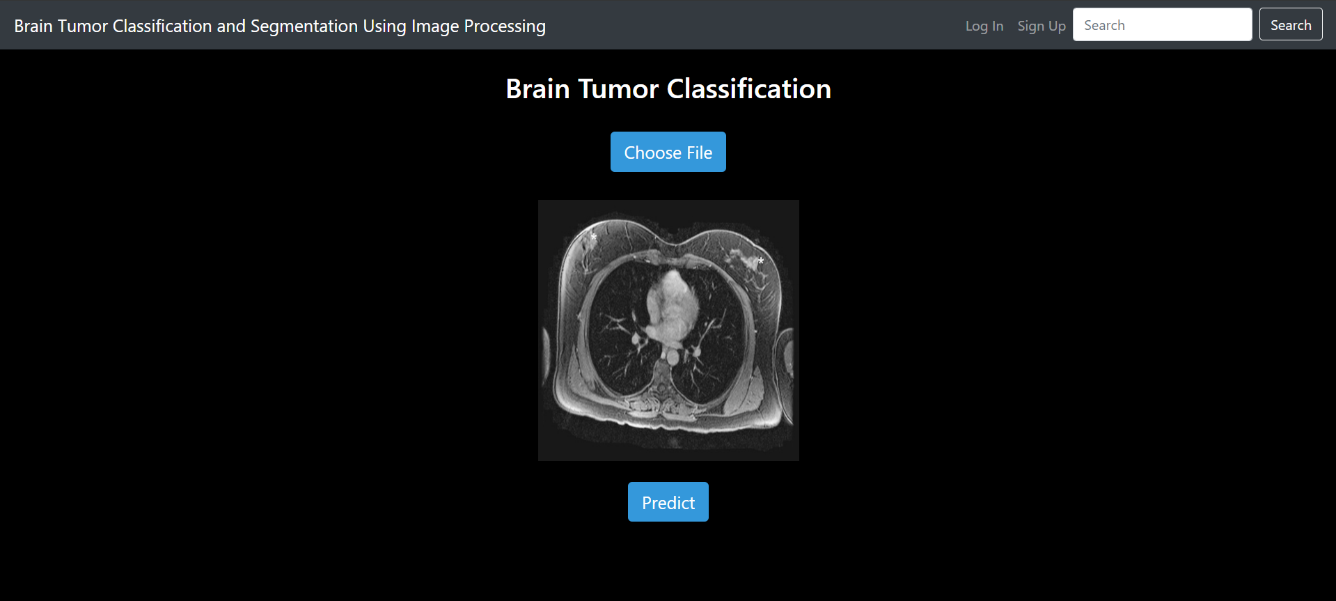 Brain Tumor Classification and Segmentation Using Image Processing
Log In Sign Up Search Search
Brain Tumor Classification
Choose File
* *
Predict